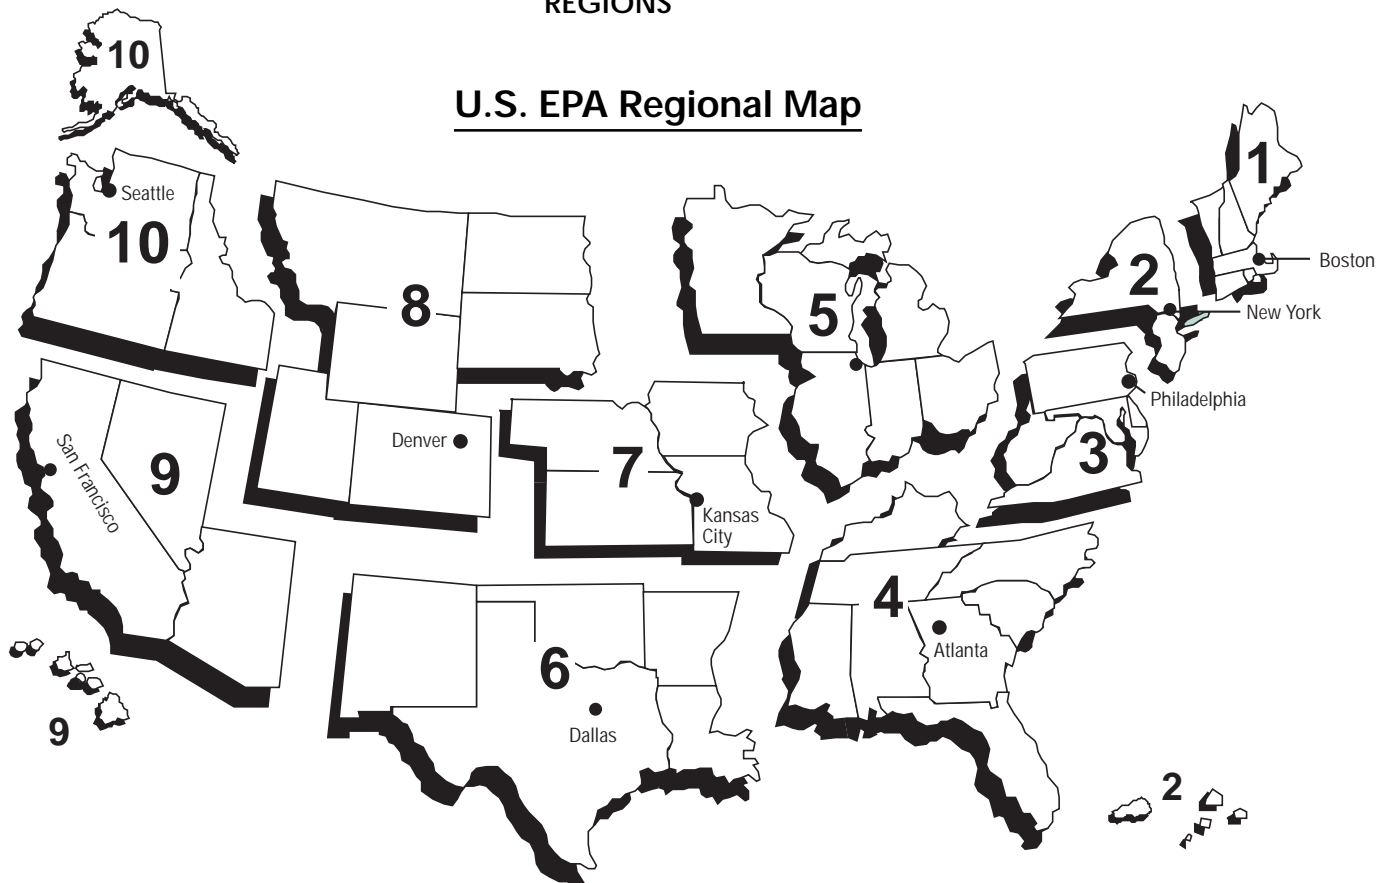 REGIONS
U.S. EPA Regional Map
10
1
Seattle
10
2
Boston
8
5
New York
Philadelphia
Denver
San Francisco
9
7
3
Kansas
City
4
Atlanta
6
Dallas
9
2